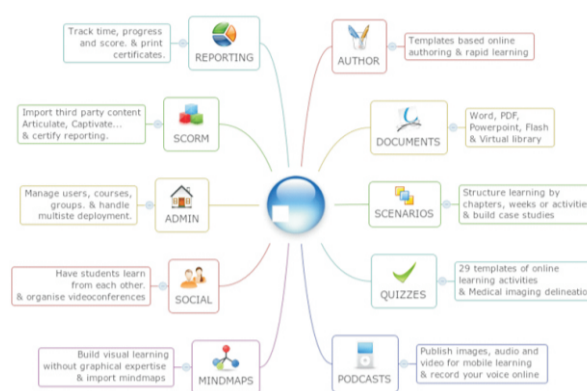 Track time, progress
and score. & print
certificates.
REPORTING
Import third party content
Articulate, Captivate...
& certify reporting.
SCORM
Manage users, courses,
groups. & handle
multiste deployment.
ADMIN
Have students learn
from each other.
& organise videoconferences
SOCIAL
Build visual learning
without graphical expertise
& import mindmaps
MINDMAPS
AUTHOR
Templates based online
authoring & rapid learning
DOCUMENTS
Word, PDF,
Powerpoint, Flash
& Virtual library
SCENARIOS
Structure learning by
chapters, weeks or activities
& build case studies
QUIZZES
29 templates of online
learning activities
& Medical imaging delineation
PODCASTS
Publish images, audio and
video for mobile learning
& record your voice online